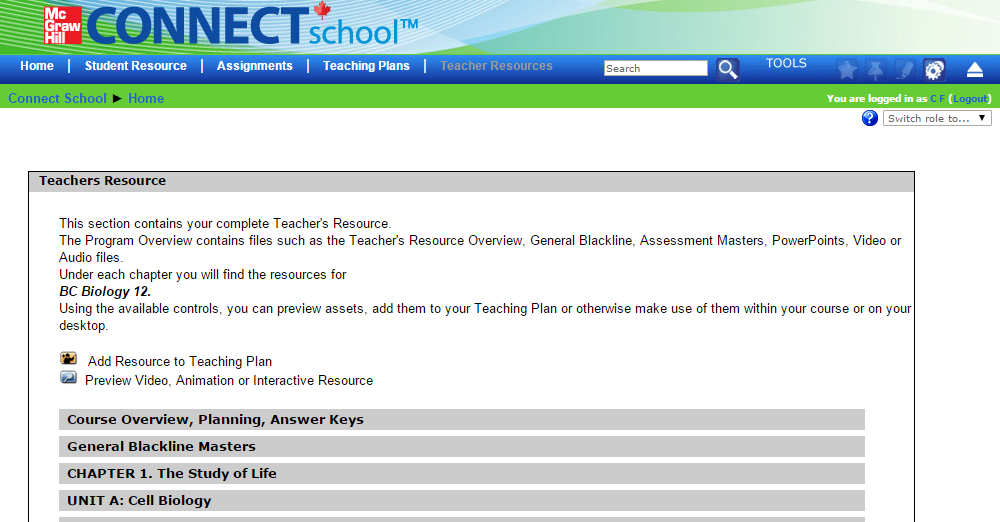 Mc
Graw
Hill
CONNECT
school™
Home | Student Resource | Assignments | Teaching Plans | Teacher Resources
Search
TOOLS
Connect School ► Home
You are logged in as C F (Logout)
? Switch role to... ▼
Teachers Resource
This section contains your complete Teacher's Resource.
The Program Overview contains files such as the Teacher's Resource Overview, General Blackline, Assessment Masters, PowerPoints, Video or
Audio files.
Under each chapter you will find the resources for
BC Biology 12.
Using the available controls, you can preview assets, add them to your Teaching Plan or otherwise make use of them within your course or on your
desktop.
Add Resource to Teaching Plan
Preview Video, Animation or Interactive Resource
Course Overview, Planning, Answer Keys
General Blackline Masters
CHAPTER 1. The Study of Life
UNIT A: Cell Biology